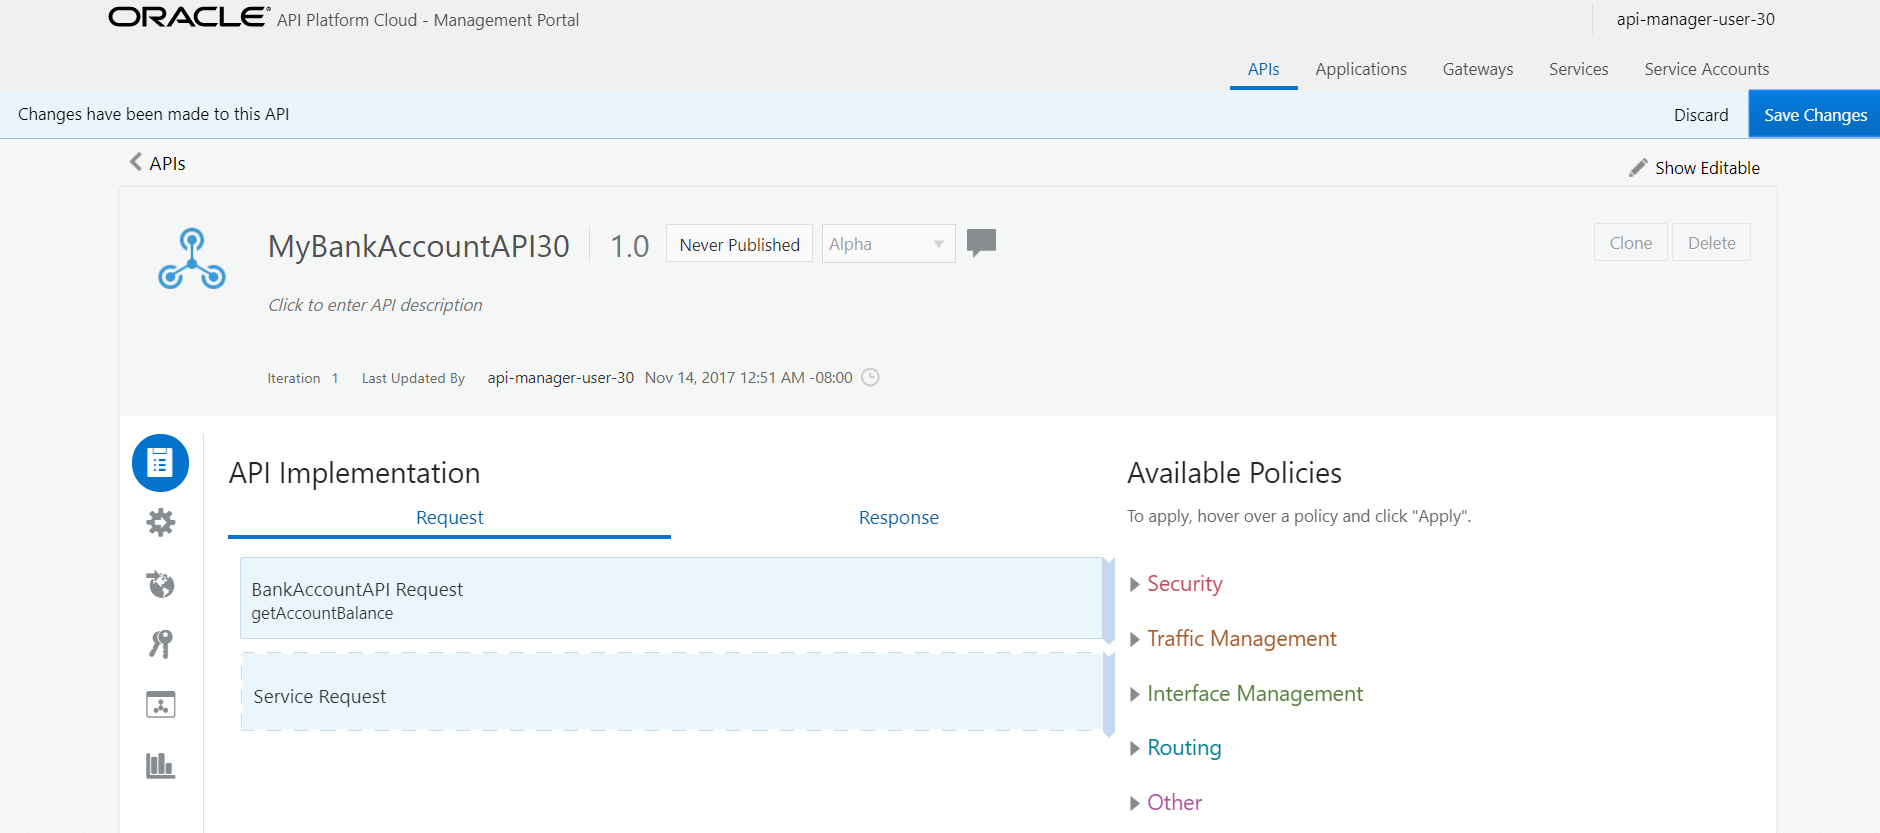 ORACLE® API Platform Cloud - Management Portal
api-manager-user-30
APIs Applications Gateways Services Service Accounts
Changes have been made to this API
Discard Save Changes
APIs
Show Editable
MyBankAccountAPI30 1.0 Never Published Alpha
Clone Delete
Click to enter API description
Iteration 1 Last Updated By api-manager-user-30 Nov 14, 2017 12:51 AM -08:00
API Implementation
Request Response
BankAccountAPI Request
getAccountBalance
Service Request
Available Policies
To apply, hover over a policy and click "Apply".
Security
Traffic Management
Interface Management
Routing
Other